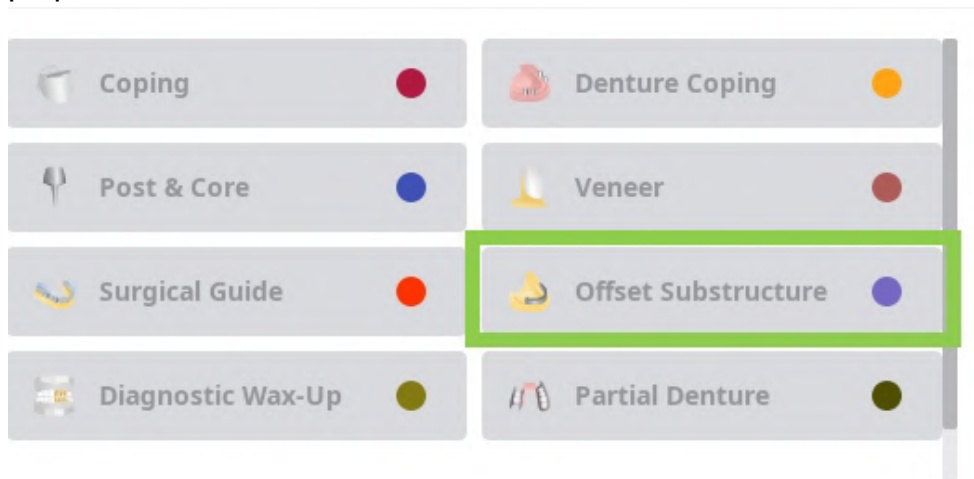 Coping
Denture Coping
Post & Core
Veneer
Surgical Guide
Offset Substructure
Diagnostic Wax-Up
Partial Denture